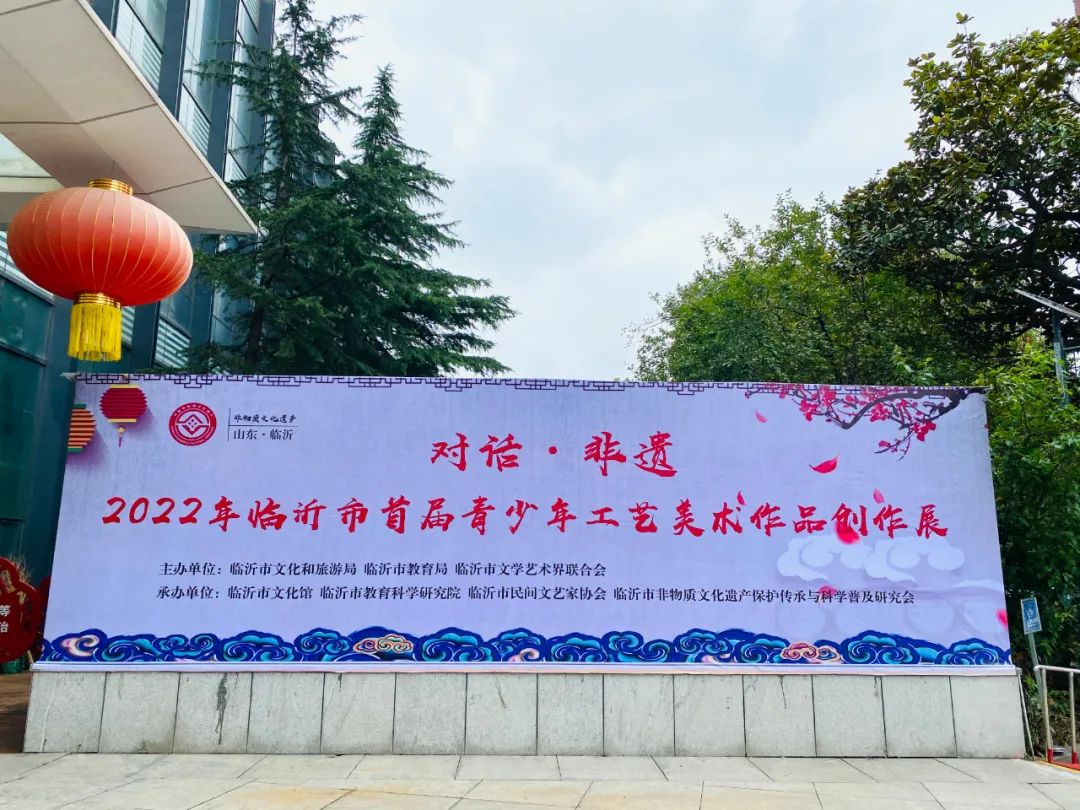 非物质文化遗产
山东·临沂
对话·非遗
2022年临沂市首届青少年工艺美术作品创作展
主办单位：临沂市文化和旅游局 临沂市教育局 临沂市文学艺术界联合会
承办单位：临沂市文化馆 临沂市教育科学研究院 临沂市民间文艺家协会 临沂市非物质文化遗产保护传承与科学普及研究会
等
治